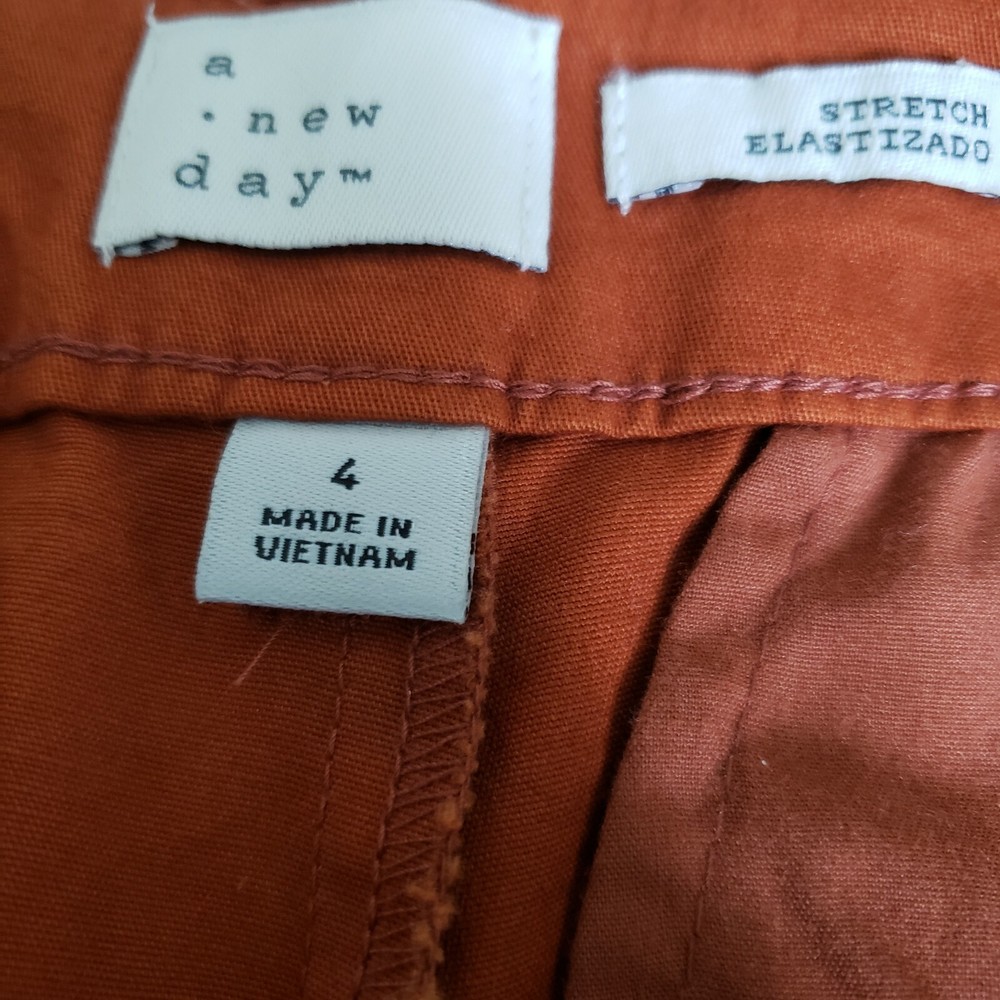 a
· new
day™
STRETCH
ELASTIZADO
4
MADE IN
VIETNAM